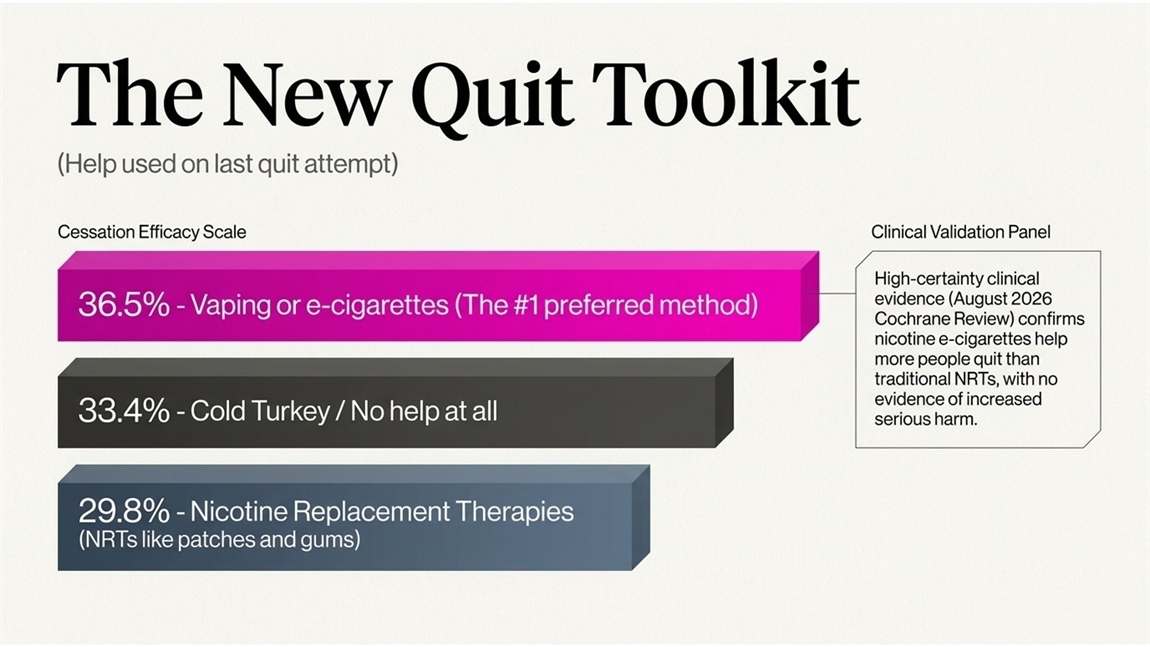 The New Quit Toolkit
(Help used on last quit attempt)
Cessation Efficacy Scale
36.5% - Vaping or e-cigarettes (The #1 preferred method)
33.4% - Cold Turkey / No help at all
29.8% - Nicotine Replacement Therapies
(NRTs like patches and gums)
Clinical Validation Panel
High-certainty clinical
evidence (August 2026
Cochrane Review) confirms
nicotine e-cigarettes help
more people quit than
traditional NRTs, with no
evidence of increased
serious harm.